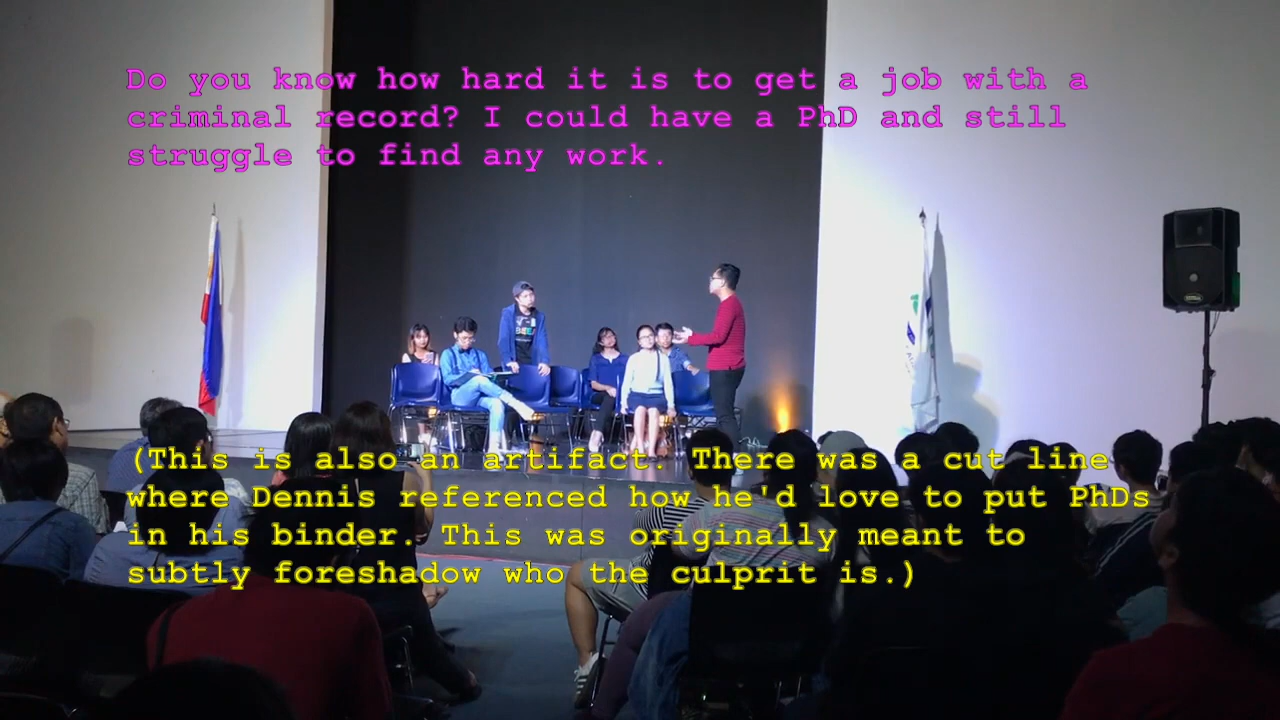 Do you know how hard it is to get a job with a
criminal record? I could have a PhD and still
struggle to find any work.
(This is also an artifact. There was a cut line
where Dennis referenced how he'd love to put PhDs
in his binder. This was originally meant to
subtly foreshadow who the culprit is.)